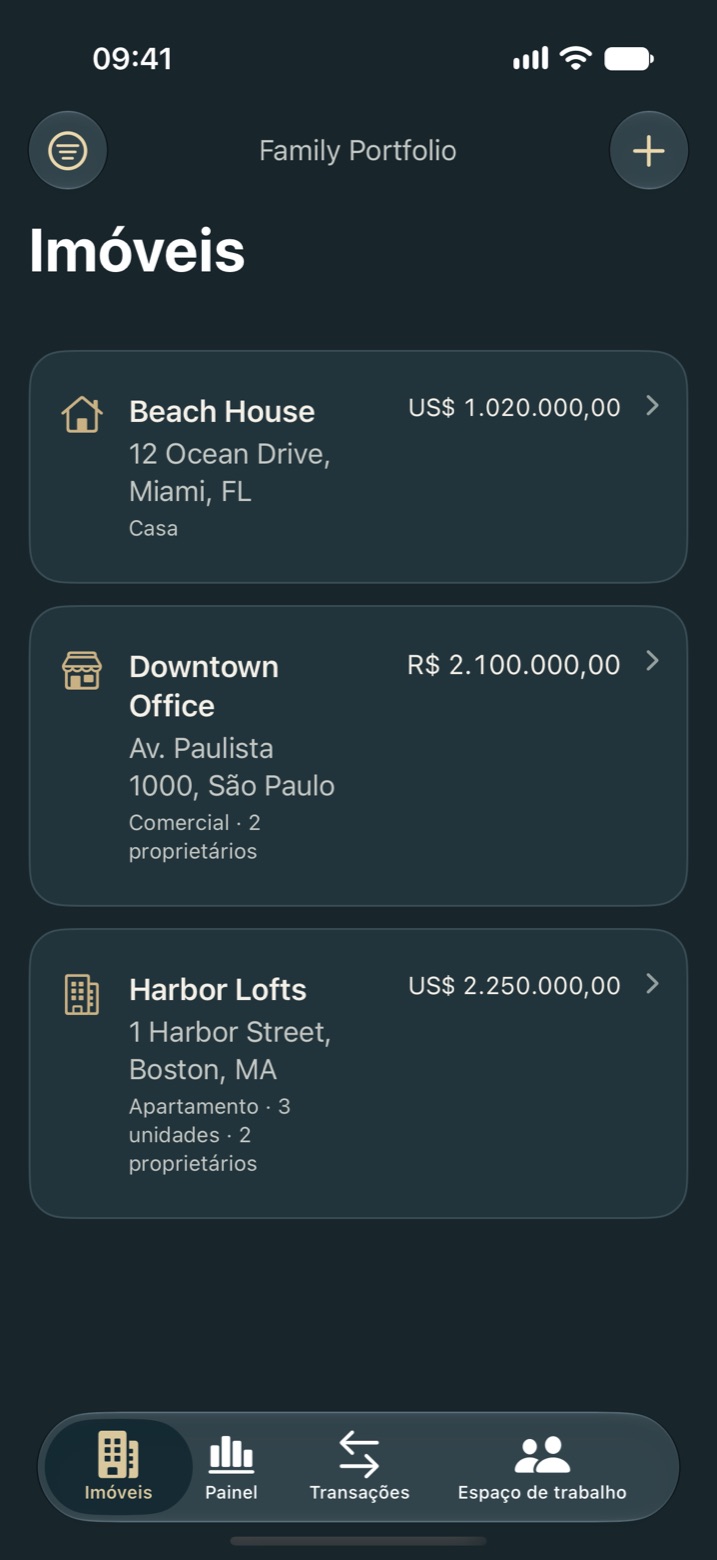 09:41
Family Portfolio
Imóveis
Beach House
US$ 1.020.000,00
12 Ocean Drive,
Miami, FL
Casa
Downtown
Office
R$ 2.100.000,00
Av. Paulista
1000, São Paulo
Comercial · 2
proprietários
Harbor Lofts
US$ 2.250.000,00
1 Harbor Street,
Boston, MA
Apartamento · 3
unidades · 2
proprietários
Imóveis
Painel
Transações
Espaço de trabalho